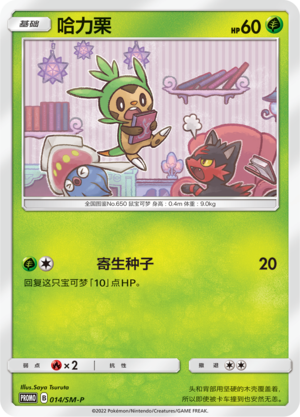 基础 哈力栗 HP60
全国图鉴No.650 鼠宝可梦 身高：0.4m 体重：9.0kg
寄生种子 20
回复这只宝可梦「10」点HP。
弱点 ×2 抗性 撤退
Illus.Saya Tsuruta
PROMO 014/SM-P
头和背部用坚硬的木壳覆盖着，
所以即使被卡车撞到也安然无恙。
©2022 Pokémon/Nintendo/Creatures/GAME FREAK.